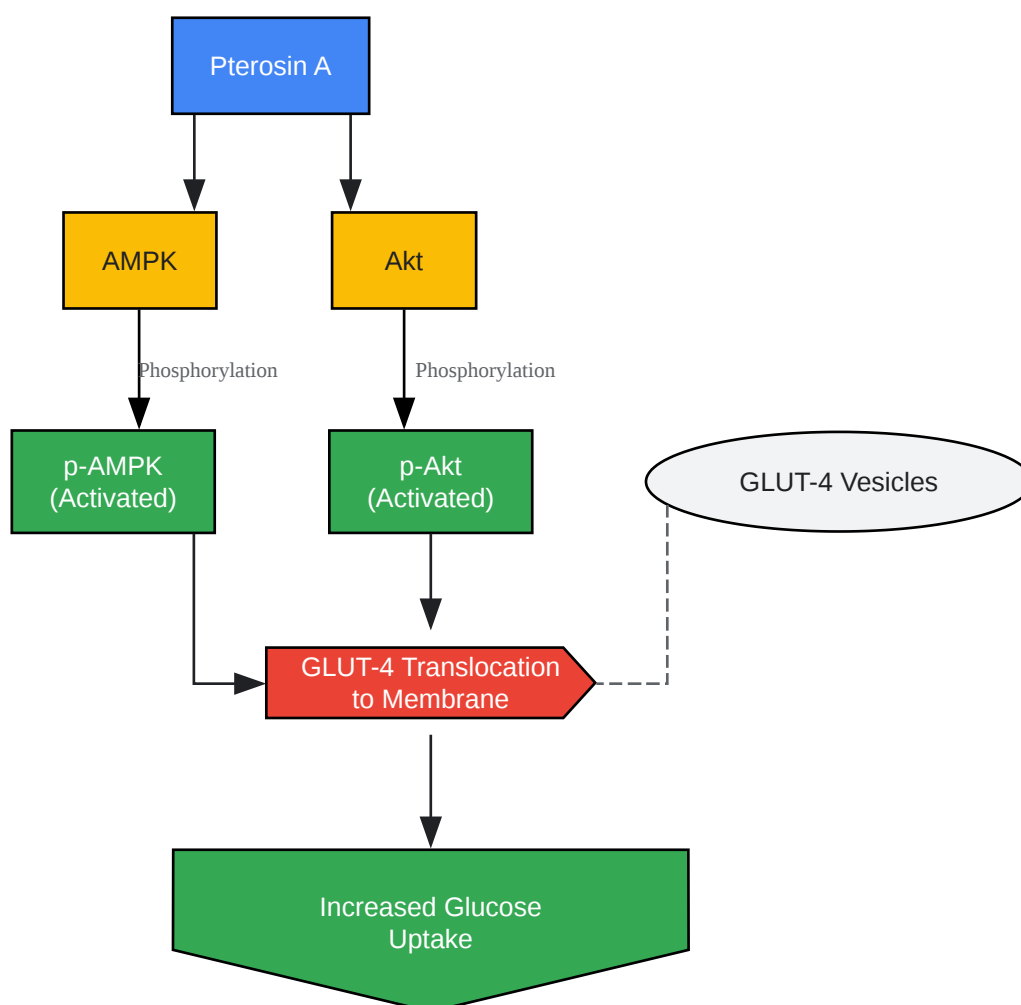 Pterosin A
AMPK
Akt
Phosphorylation
Phosphorylation
p-AMPK
(Activated)
p-Akt
(Activated)
GLUT-4 Vesicles
GLUT-4 Translocation
to Membrane
Increased Glucose
Uptake